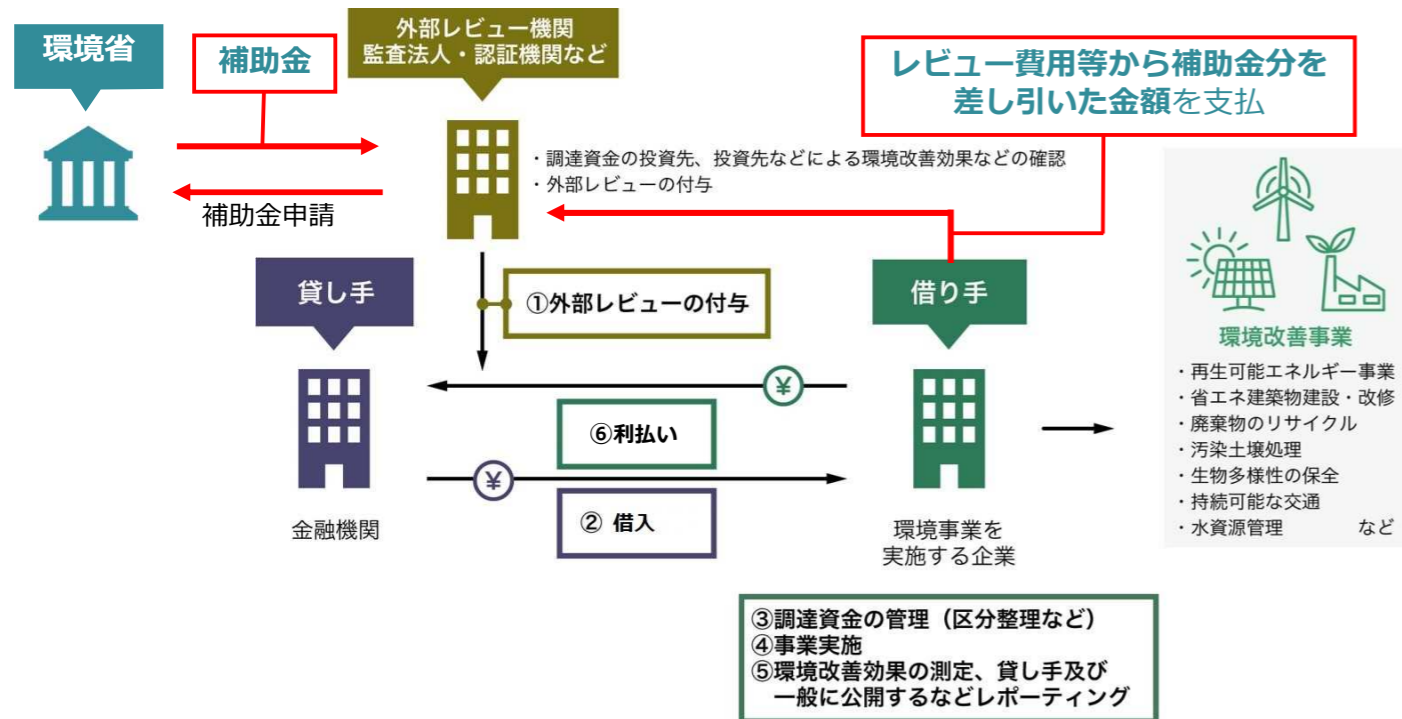 環境省
補助金
外部レビュー機関
監査法人・認証機関など
レビュー費用等から補助金分を
差し引いた金額を支払
・調達資金の投資先、投資先などによる環境改善効果などの確認
・外部レビューの付与
補助金申請
貸し手
①外部レビューの付与
借り手
¥
⑥利払い
¥
② 借入
金融機関
環境事業を
実施する企業
環境改善事業
・再生可能エネルギー事業
・省エネ建築物建設・改修
・廃棄物のリサイクル
・汚染土壌処理
・生物多様性の保全
・持続可能な交通
・水資源管理 など
③調達資金の管理（区分整理など）
④事業実施
⑤環境改善効果の測定、貸し手及び
一般に公開するなどレポーティング